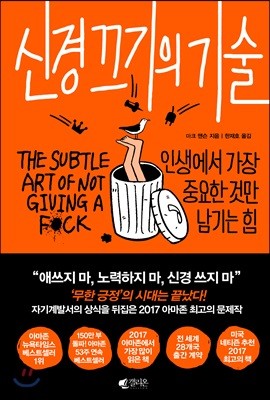 신경 끄기의 기술
마크 맨슨 지음 | 한재호 옮김
THE SUBTLE
ART OF NOT
GIVING A
F CK
인생에서 가장
중요한 것만
남기는 힘
“애쓰지 마, 노력하지 마, 신경 쓰지 마”
‘무한 긍정’의 시대는 끝났다!
자기계발서의 상식을 뒤집은 2017 아마존 최고의 문제작
아마존
뉴욕타임스
베스트셀러
1위
150만 부
돌파! 아마존
53주 연속
베스트셀러
2017
아마존에서
가장 많이
읽은 책
전 세계
28개국
출간 계약
미국
네티즌 추천
2017 최고의
책
갤리온